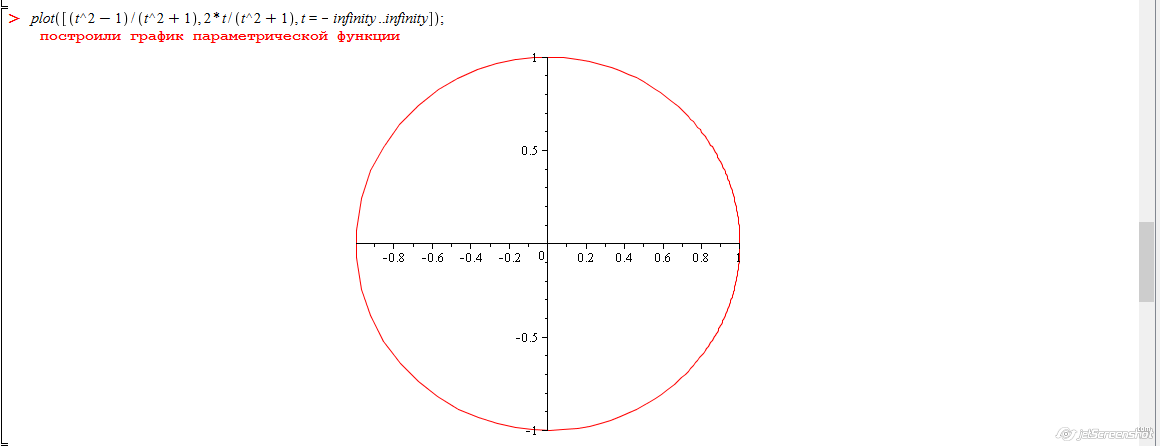 > plot([(t^2 − 1)/(t^2 + 1), 2*t/(t^2 + 1), t = − infinity ..infinity]);
построили график параметрической функции
1
0.5
-0.8 -0.6 -0.4 -0.2 0 0.2 0.4 0.6 0.8 1
-0.5
-1
jetScreenshot